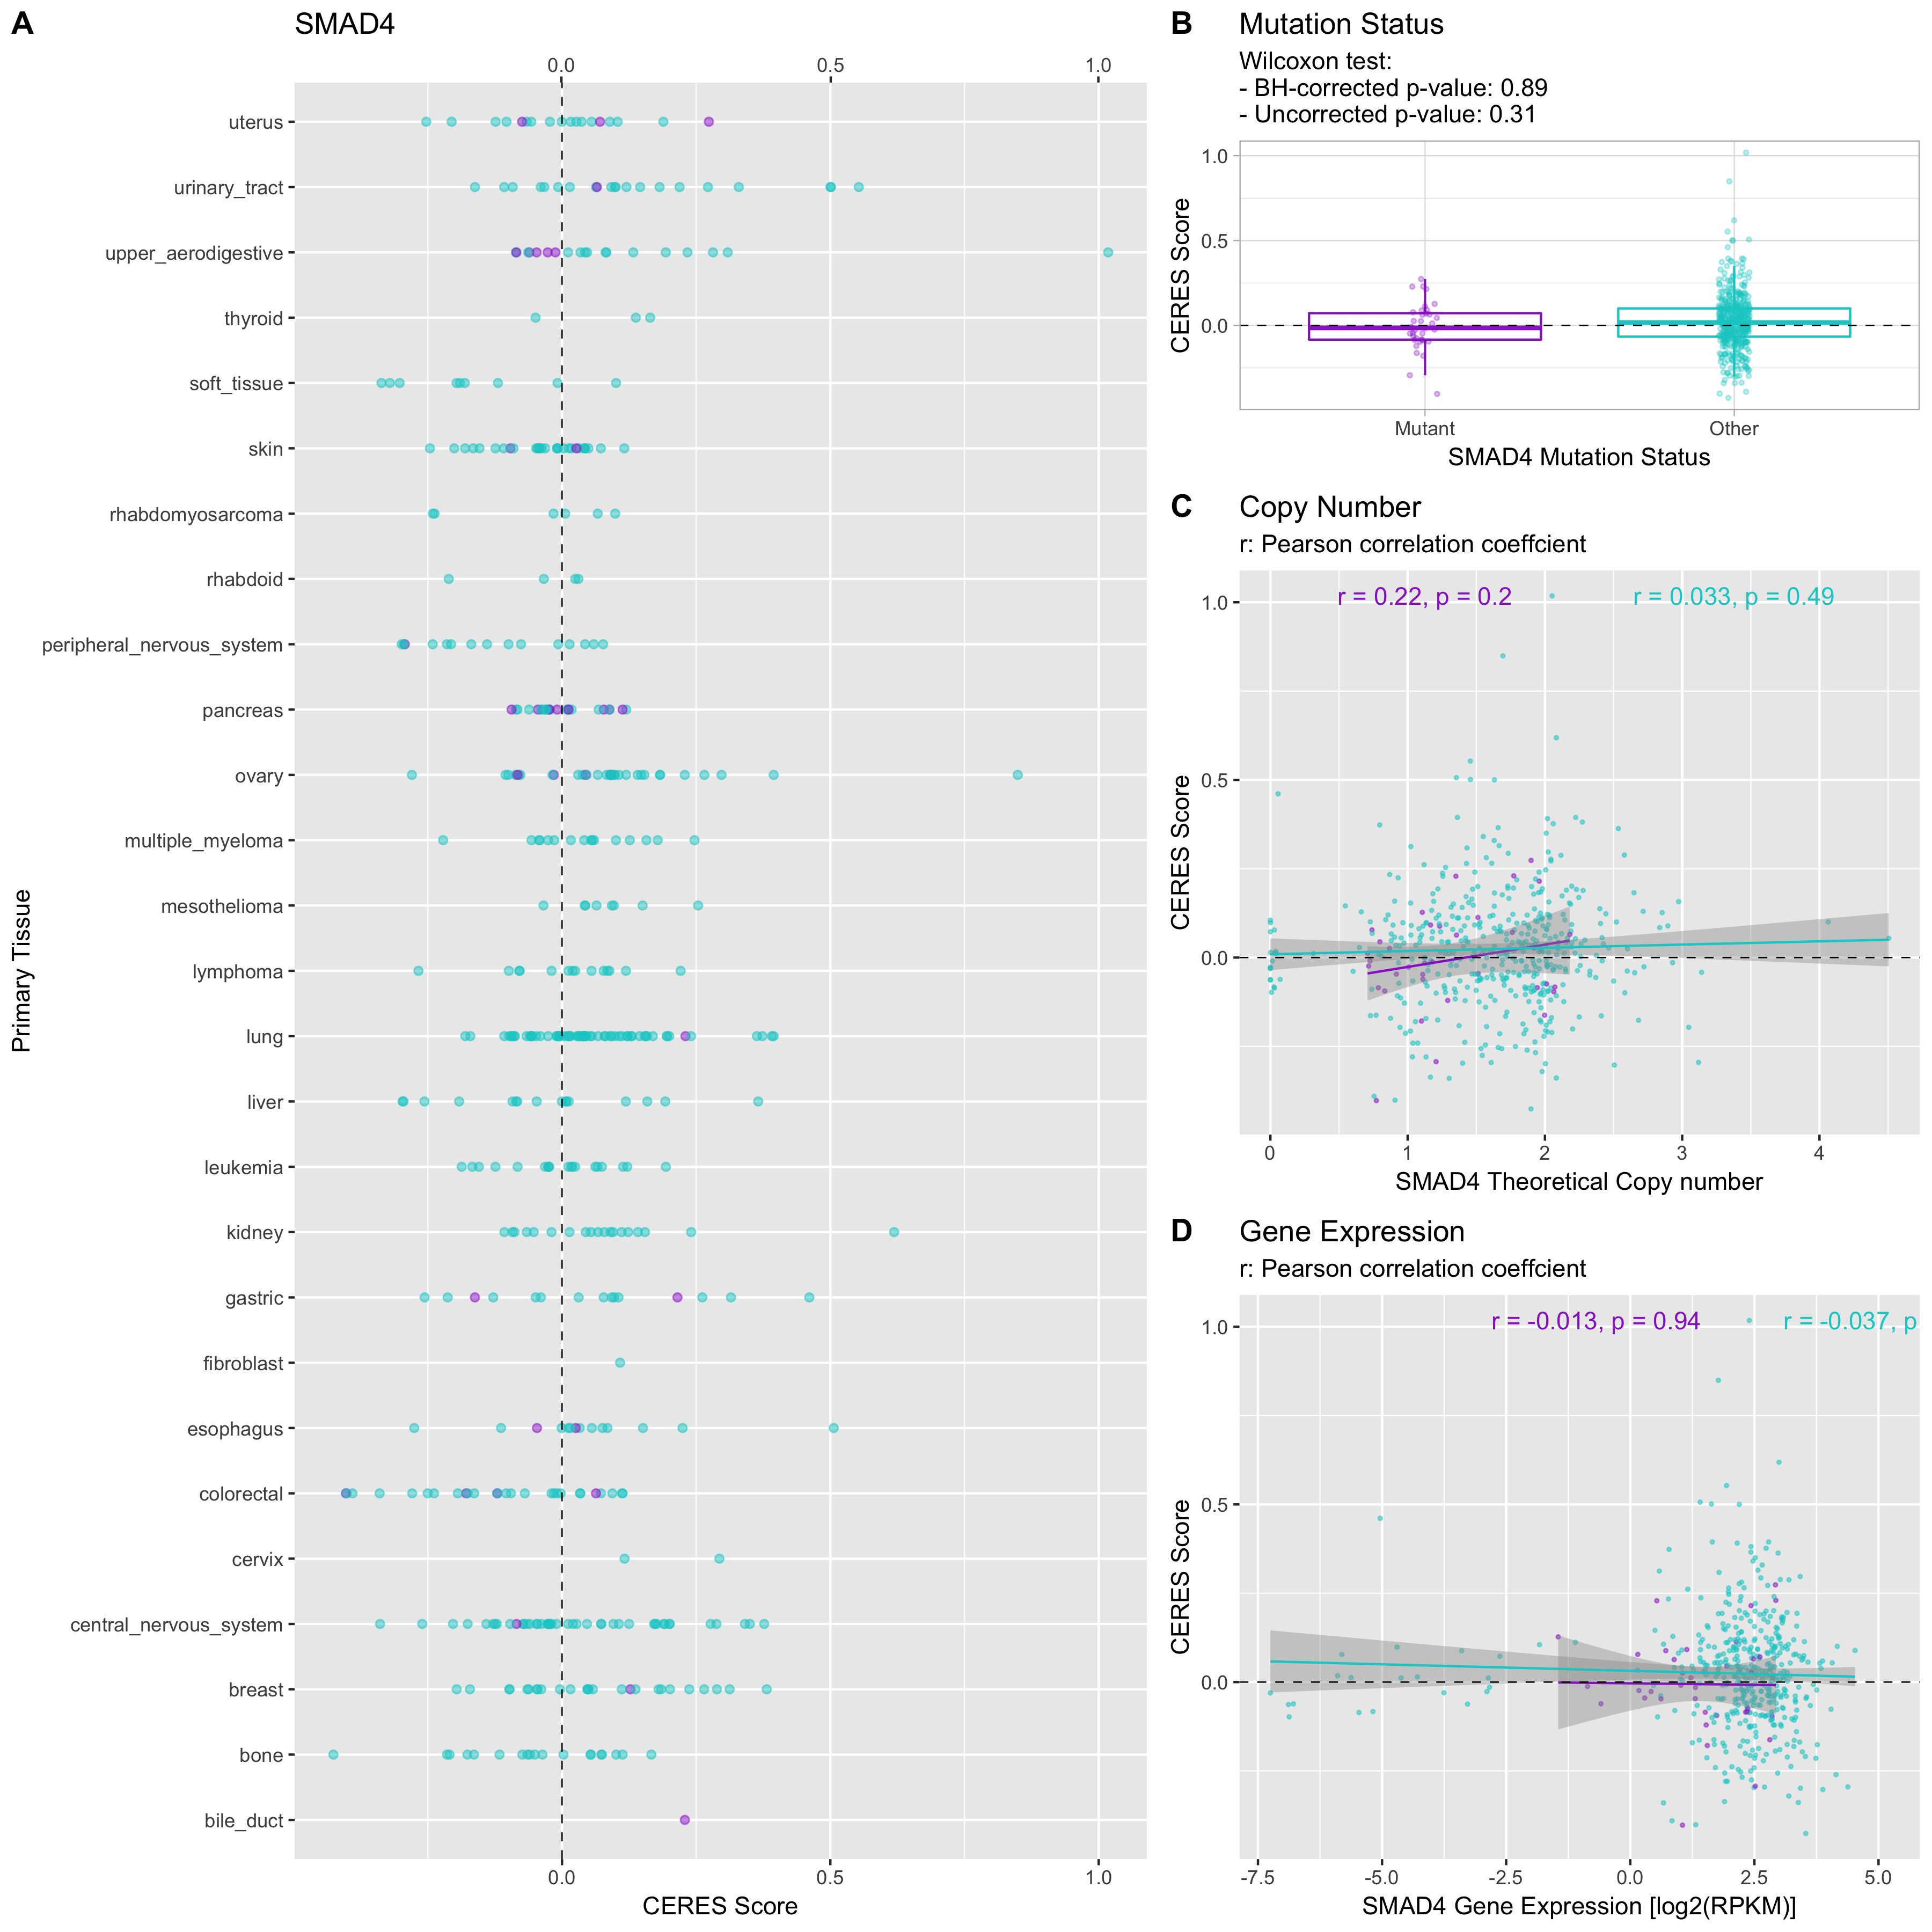 A
SMAD4
0.0 0.5 1.0
uterus
urinary_tract
upper_aerodigestive
thyroid
soft_tissue
skin
rhabdomyosarcoma
rhabdoid
peripheral_nervous_system
pancreas
ovary
multiple_myeloma
mesothelioma
lymphoma
lung
liver
leukemia
kidney
gastric
fibroblast
esophagus
colorectal
cervix
central_nervous_system
breast
bone
bile_duct
Primary Tissue
0.0 0.5 1.0
CERES Score
B
Mutation Status
Wilcoxon test:
- BH-corrected p-value: 0.89
- Uncorrected p-value: 0.31
1.0
0.5
0.0
CERES Score
Mutant Other
SMAD4 Mutation Status
C
Copy Number
r: Pearson correlation coeffcient
r = 0.22, p = 0.2 r = 0.033, p = 0.49
1.0
0.5
0.0
CERES Score
0 1 2 3 4
SMAD4 Theoretical Copy number
D
Gene Expression
r: Pearson correlation coeffcient
r = -0.013, p = 0.94 r = -0.037, p
1.0
0.5
0.0
CERES Score
-7.5 -5.0 -2.5 0.0 2.5 5.0
SMAD4 Gene Expression [log2(RPKM)]